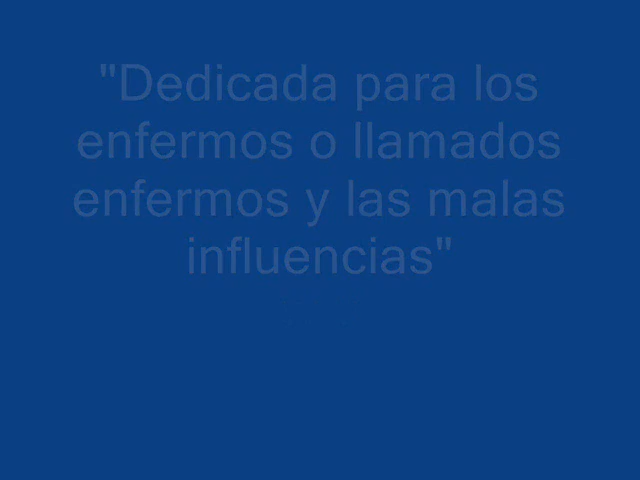 "Dedicada para los
enfermos o llamados
enfermos y las malas
influencias"